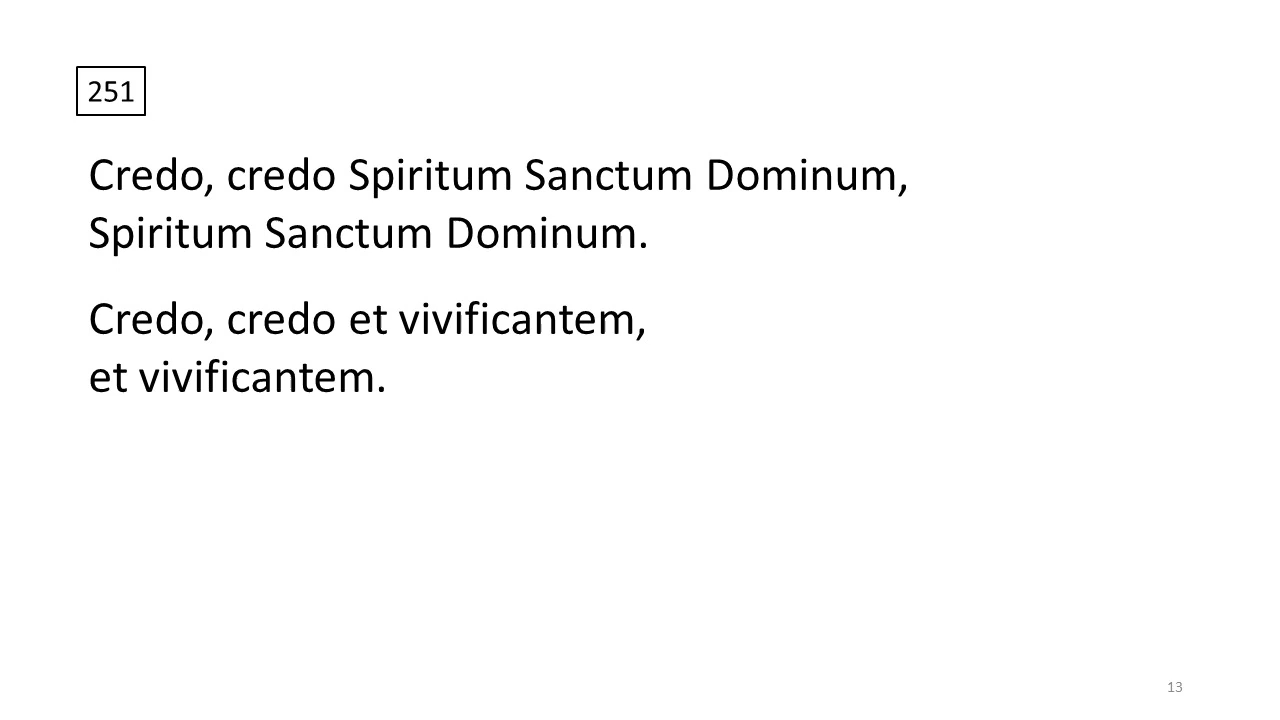 251
Credo, credo Spiritum Sanctum Dominum,
Spiritum Sanctum Dominum.
Credo, credo et vivificantem,
et vivificantem.
13